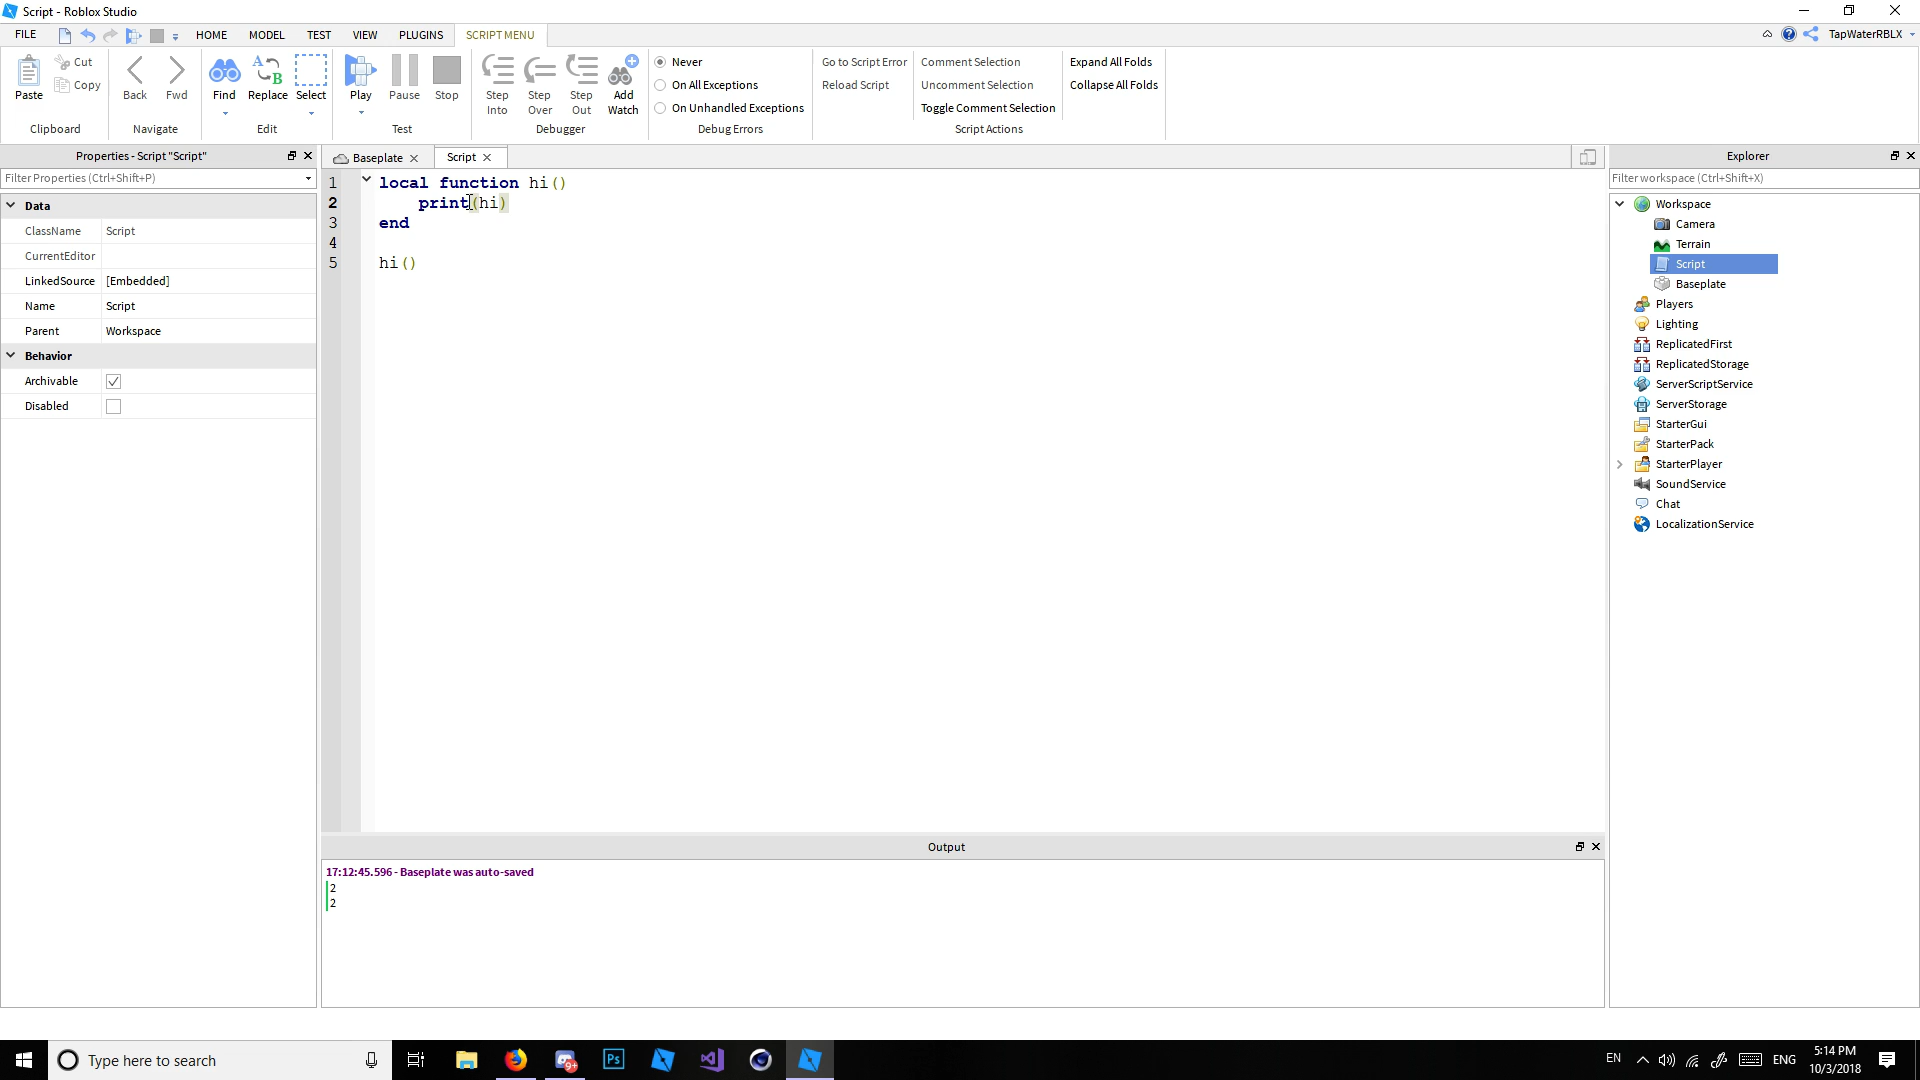 Script - Roblox Studio
FILE HOME MODEL TEST VIEW PLUGINS SCRIPT MENU TapWaterRBLX
Paste Cut Copy
Clipboard
Back Fwd
Navigate
Find Replace Select
Edit
Play Pause Stop
Test
Step Into
Step Over
Step Out
Add Watch
Debugger
Never
On All Exceptions
On Unhandled Exceptions
Debug Errors
Go to Script Error
Reload Script
Comment Selection
Uncomment Selection
Toggle Comment Selection
Script Actions
Expand All Folds
Collapse All Folds
Properties - Script "Script"
Filter Properties (Ctrl+Shift+P)
Data
ClassName Script
CurrentEditor
LinkedSource [Embedded]
Name Script
Parent Workspace
Behavior
Archivable
Disabled
Baseplate Script
1 local function hi()
2 print(hi)
3 end
4
5 hi()
Output
17:12:45.596 - Baseplate was auto-saved
2
2
Explorer
Filter workspace (Ctrl+Shift+X)
Workspace
Camera
Terrain
Script
Baseplate
Players
Lighting
ReplicatedFirst
ReplicatedStorage
ServerScriptService
ServerStorage
StarterGui
StarterPack
StarterPlayer
SoundService
Chat
LocalizationService
Type here to search
Ps
9+
EN
ENG
5:14 PM
10/3/2018